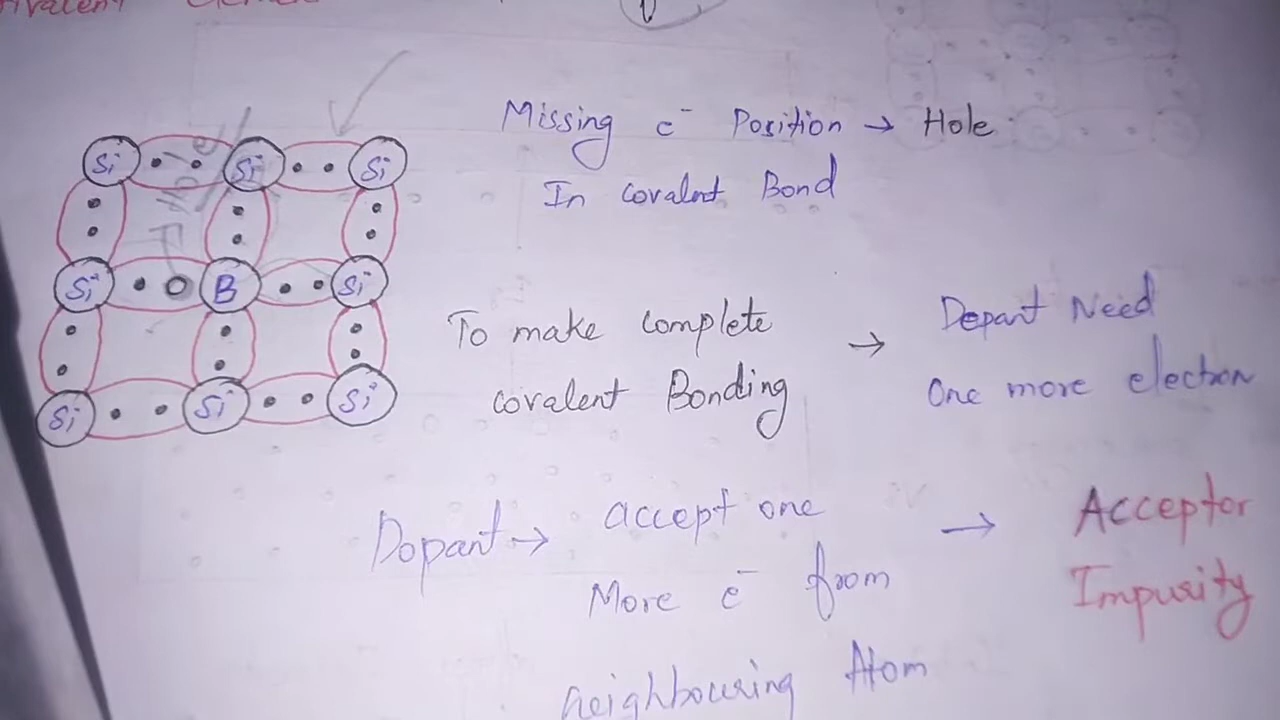 Missing e⁻ Position → Hole
In covalent Bond
Si Si Si
Si B Si
Si Si Si
To make complete
covalent Bonding
→ Depart Need
One more electron
Dopant → accept one
More e⁻ from
neighbouring Atom
→ Acceptor
Impurity